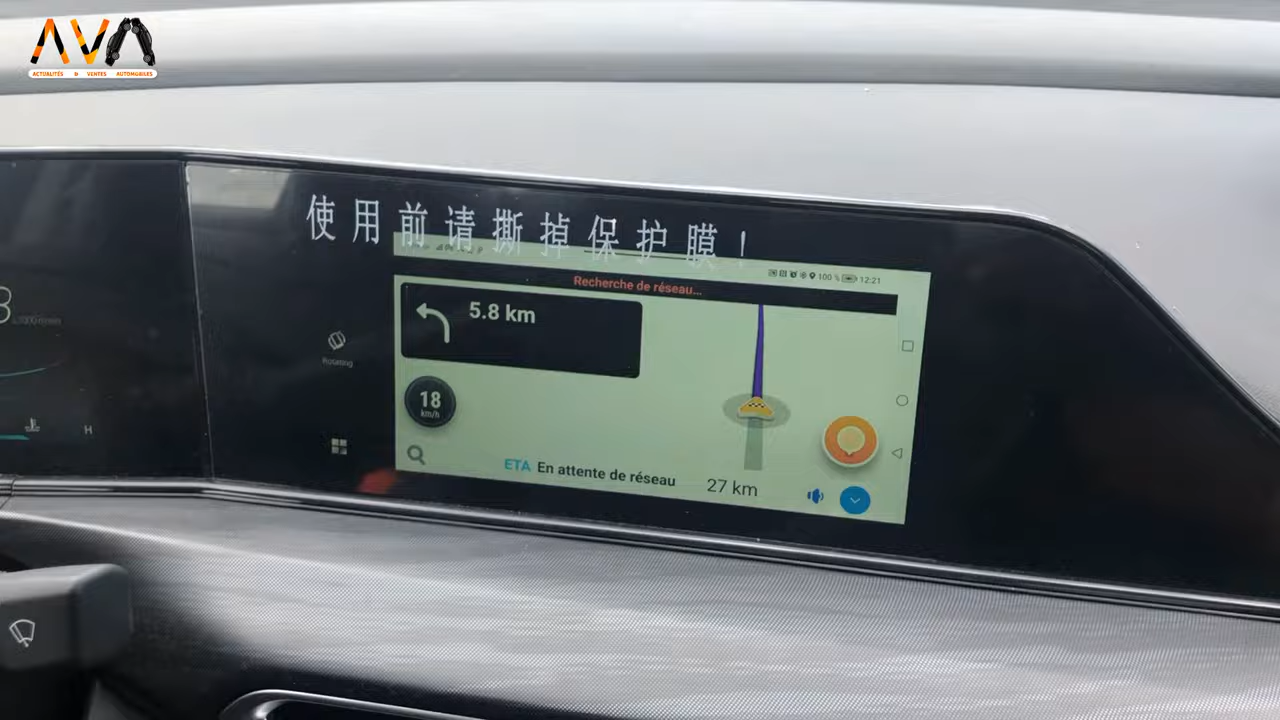 AVA
ACTUALITÉS & VENTES AUTOMOBILES
使用前请撕掉保护膜！
100 % 12:21
Recherche de réseau...
5.8 km
Rotating
18
km/h
H
ETA En attente de réseau 27 km